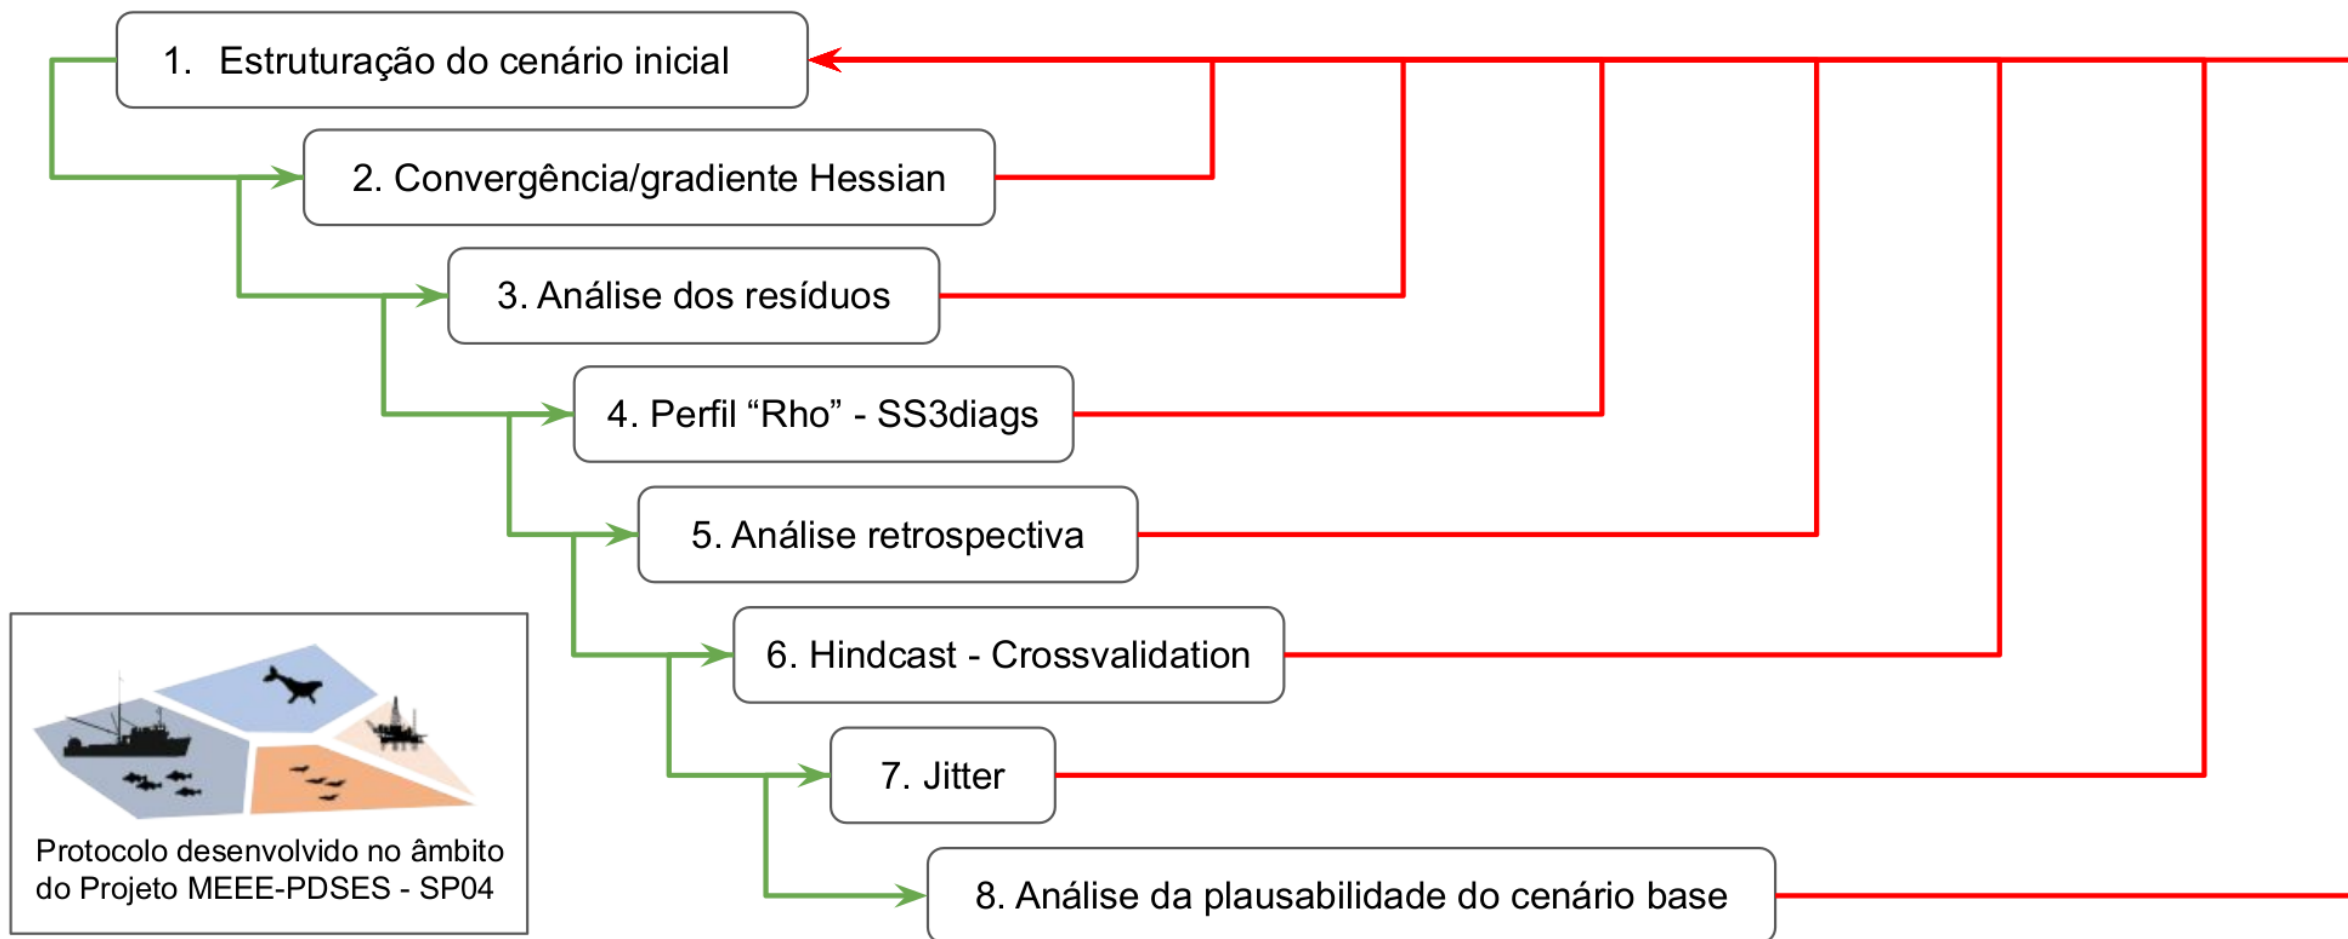 1. Estruturação do cenário inicial
2. Convergência/gradiente Hessian
3. Análise dos resíduos
4. Perfil “Rho” - SS3diags
5. Análise retrospectiva
6. Hindcast - Crossvalidation
7. Jitter
8. Análise da plausabilidade do cenário base
Protocolo desenvolvido no âmbito
do Projeto MEEE-PDSES - SP04